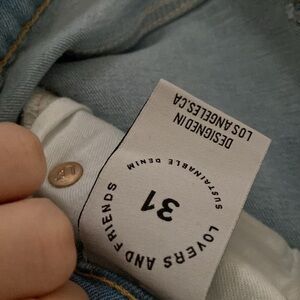 LOVERS AND FRIENDS
SUSTAINABLE DENIM
31
DESIGNED IN
LOS ANGELES.CA